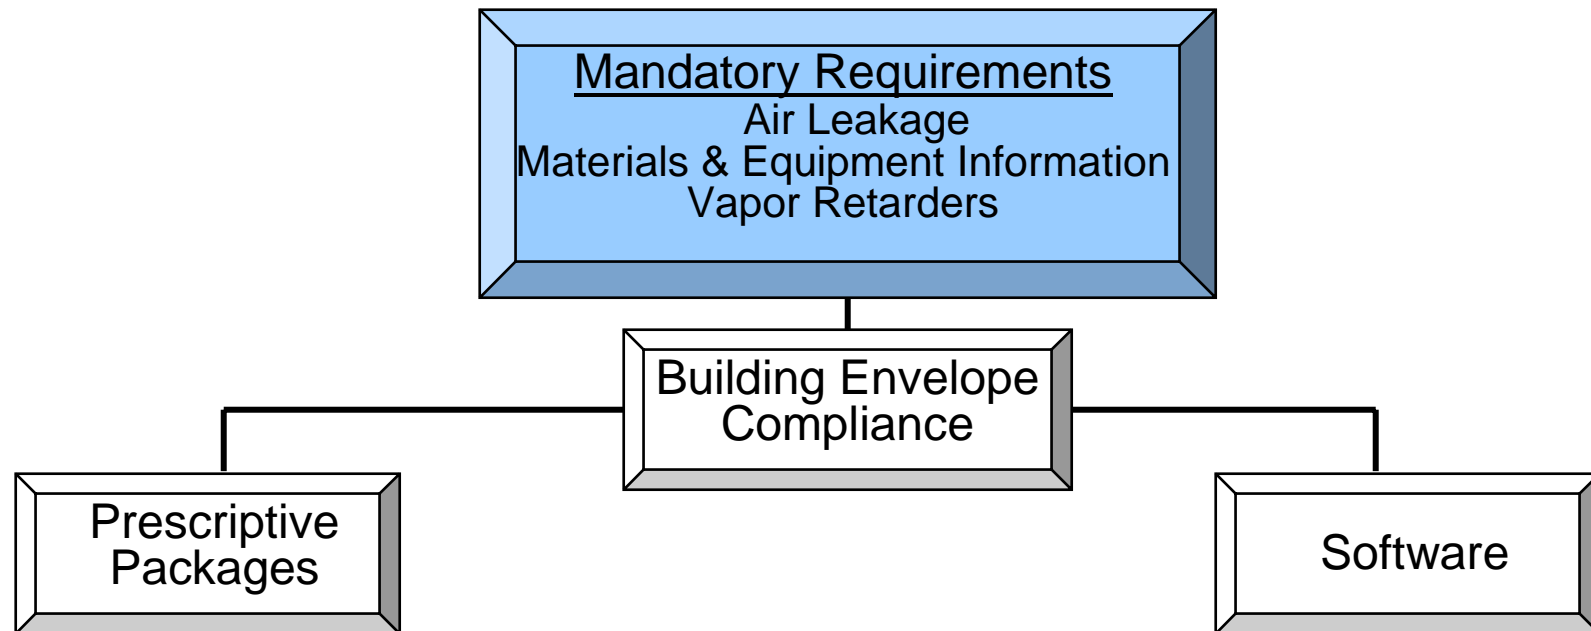 Mandatory Requirements
Air Leakage
Materials & Equipment Information
Vapor Retarders
Building Envelope
Compliance
Prescriptive
Packages
Software